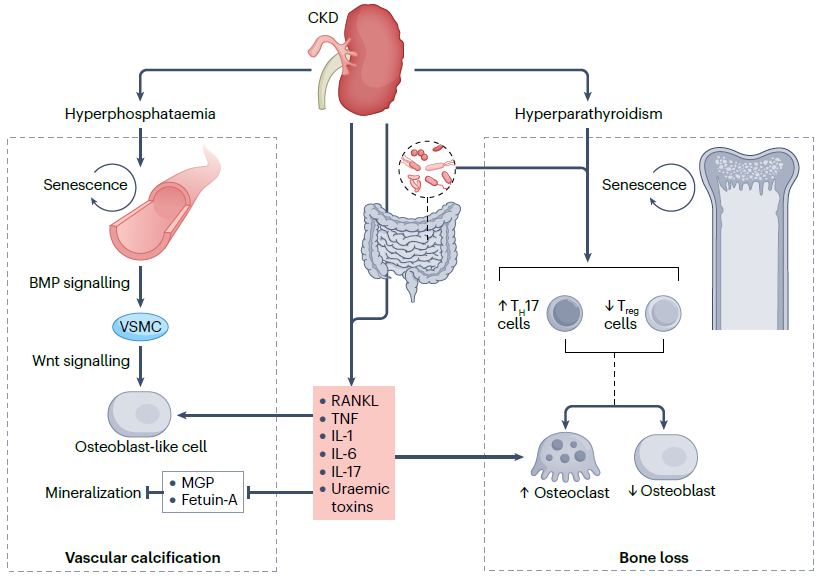 CKD
Hyperphosphataemia
Hyperparathyroidism
Senescence
BMP signalling
VSMC
Wnt signalling
Osteoblast-like cell
Mineralization
• MGP
• Fetuin-A
Vascular calcification
• RANKL
• TNF
• IL-1
• IL-6
• IL-17
• Uraemic
toxins
Senescence
↑ TH17
cells
↓ Treg
cells
↑ Osteoclast
↓ Osteoblast
Bone loss